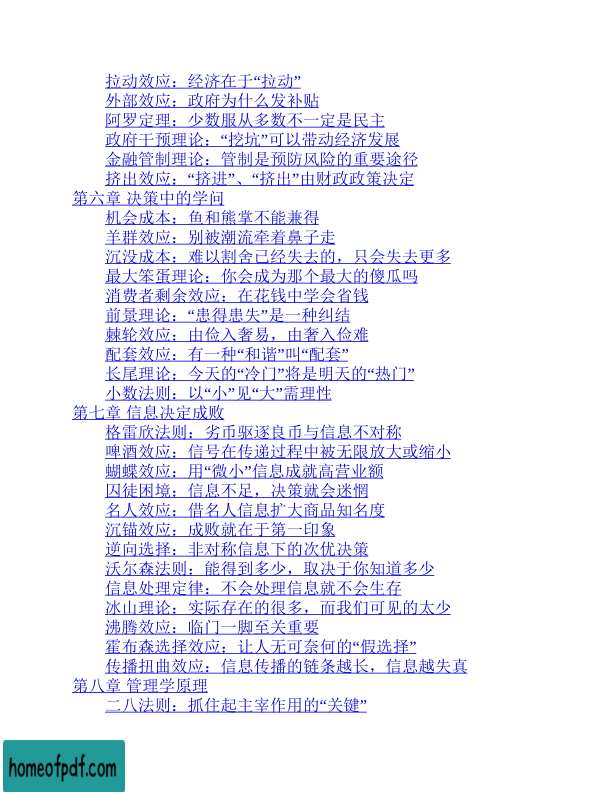 拉动效应：经济在于“拉动”
外部效应：政府为什么发补贴
阿罗定理：少数服从多数不一定是民主
政府干预理论：“挖坑”可以带动经济发展
金融管制理论：管制是预防风险的重要途径
挤出效应：“挤进”、“挤出”由财政政策决定
第六章 决策中的学问
机会成本：鱼和熊掌不能兼得
羊群效应：别被潮流牵着鼻子走
沉没成本：难以割舍已经失去的，只会失去更多
最大笨蛋理论：你会成为那个最大的傻瓜吗
消费者剩余效应：在花钱中学会省钱
前景理论：“患得患失”是一种纠结
棘轮效应：由俭入奢易，由奢入俭难
配套效应：有一种“和谐”叫“配套”
长尾理论：今天的“冷门”将是明天的“热门”
小数法则：以“小”见“大”需理性
第七章 信息决定成败
格雷欣法则：劣币驱逐良币与信息不对称
啤酒效应：信号在传递过程中被无限放大或缩小
蝴蝶效应：用“微小”信息成就高营业额
囚徒困境：信息不足，决策就会迷惘
名人效应：借名人信息扩大商品知名度
沉锚效应：成败就在于第一印象
逆向选择：非对称信息下的次优决策
沃尔森法则：能得到多少，取决于你知道多少
信息处理定律：不会处理信息就不会生存
冰山理论：实际存在的很多，而我们可见的太少
沸腾效应：临门一脚至关重要
霍布森选择效应：让人无可奈何的“假选择”
传播扭曲效应：信息传播的链条越长，信息越失真
第八章 管理学原理
二八法则：抓住起主宰作用的“关键”
homeofpdf.com